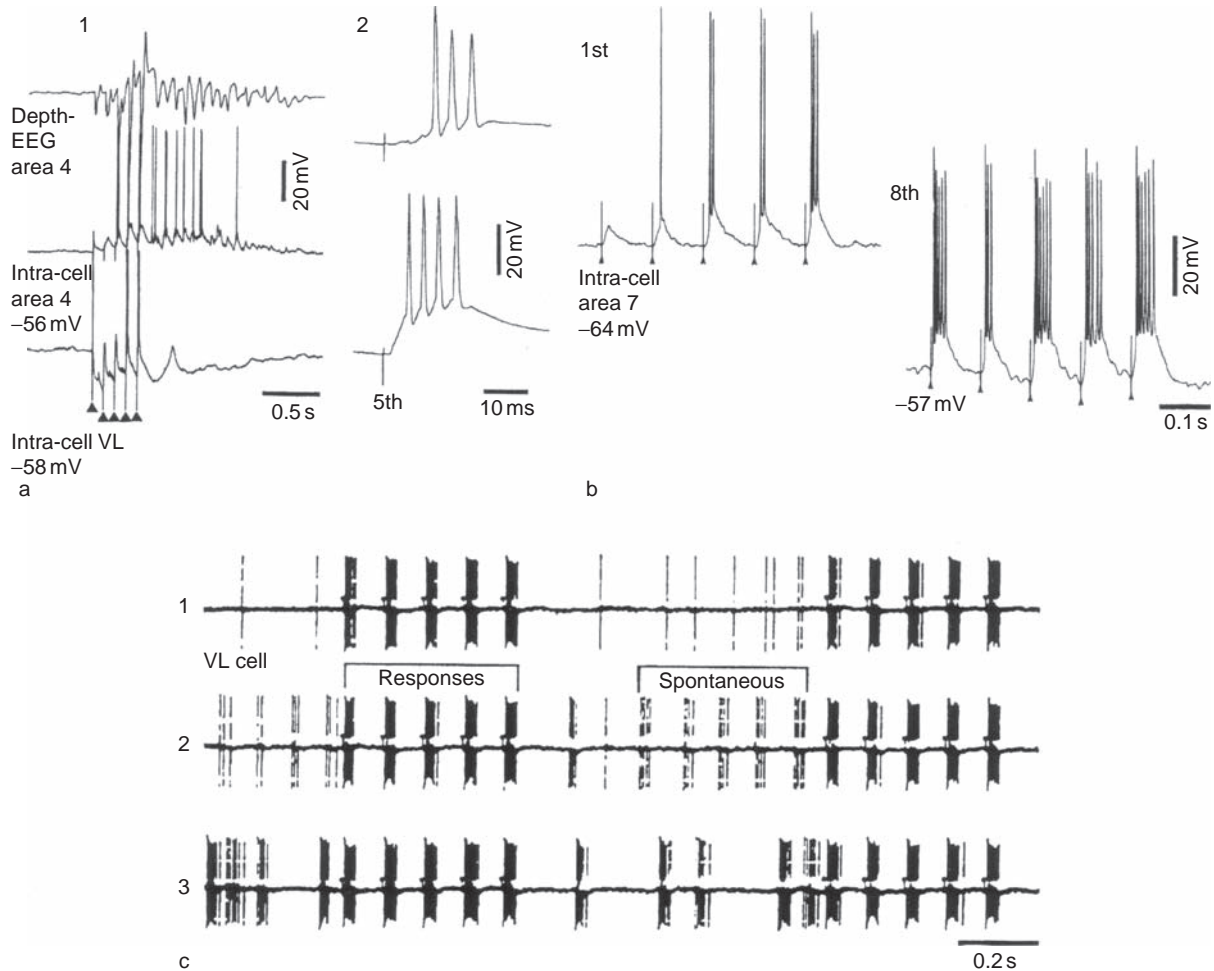 1
Depth-
EEG
area 4
20 mV
Intra-cell
area 4
–56 mV
0.5 s
Intra-cell VL
–58 mV
a
2
20 mV
5th
10 ms
1st
Intra-cell
area 7
–64 mV
8th
20 mV
–57 mV
0.1 s
b
1
VL cell
Responses
Spontaneous
2
3
0.2 s
c